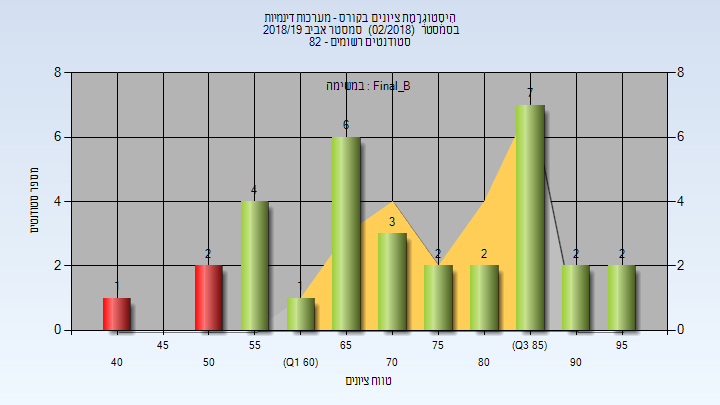 היסטוגרמת ציונים בקורס - מערכות דינמיות
בסמסטר (02/2018) סמסטר אביב 2018/19
סטודנטים רשומים - 82
במשימה : Final_B
8 8
7
6 6
6
4 4
4
3
2 2
2 2 2 2 2
1 1
0 0
מספר סטודנטים
45 55 65 75 (Q3 85) 95
40 50 (Q1 60) 70 80 90
טווח ציונים